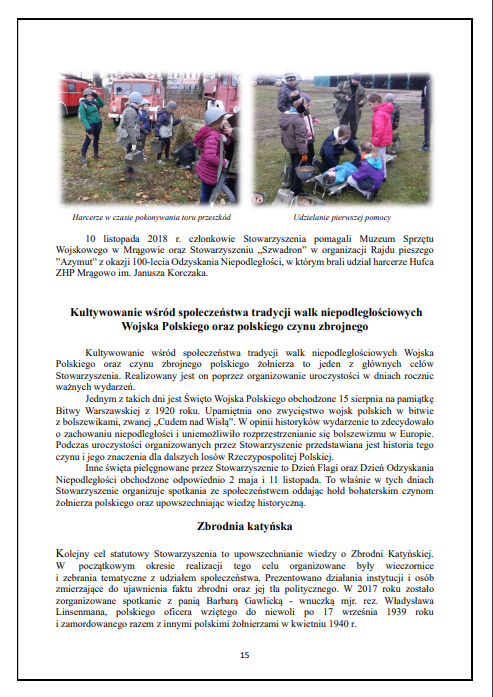 Harcerze w czasie pokonywania toru przeszkód
Udzielanie pierwszej pomocy
10 listopada 2018 r. członkowie Stowarzyszenia pomagali Muzeum Sprzętu
Wojskowego w Mrągowie oraz Stowarzyszeniu „Szwadron” w organizacji Rajdu pieszego
”Azymut” z okazji 100-lecia Odzyskania Niepodległości, w którym brali udział harcerze Hufca
ZHP Mrągowo im. Janusza Korczaka.
Kultywowanie wśród społeczeństwa tradycji walk niepodległościowych
Wojska Polskiego oraz polskiego czynu zbrojnego
Kultywowanie wśród społeczeństwa tradycji walk niepodległościowych Wojska
Polskiego oraz czynu zbrojnego polskiego żołnierza to jeden z głównych celów
Stowarzyszenia. Realizowany jest on poprzez organizowanie uroczystości w dniach rocznic
ważnych wydarzeń.
Jednym z takich dni jest Święto Wojska Polskiego obchodzone 15 sierpnia na pamiątkę
Bitwy Warszawskiej z 1920 roku. Upamiętnia ono zwycięstwo wojsk polskich w bitwie
z bolszewikami, zwanej „Cudem nad Wisłą”. W opinii historyków wydarzenie to zdecydowało
o zachowaniu niepodległości i uniemożliwiło rozprzestrzenianie się bolszewizmu w Europie.
Podczas uroczystości organizowanych przez Stowarzyszenie przedstawiana jest historia tego
czynu i jego znaczenia dla dalszych losów Rzeczypospolitej Polskiej.
Inne święta pielęgnowane przez Stowarzyszenie to Dzień Flagi oraz Dzień Odzyskania
Niepodległości obchodzone odpowiednio 2 maja i 11 listopada. To właśnie w tych dniach
Stowarzyszenie organizuje spotkania ze społeczeństwem oddając hołd bohaterskim czynom
żołnierza polskiego oraz upowszechniając wiedzę historyczną.
Zbrodnia katyńska
Kolejny cel statutowy Stowarzyszenia to upowszechnianie wiedzy o Zbrodni Katyńskiej.
W początkowym okresie realizacji tego celu organizowane były wieczornice
i zebrania tematyczne z udziałem społeczeństwa. Prezentowano działania instytucji i osób
zmierzające do ujawnienia faktu zbrodni oraz jej tła politycznego. W 2017 roku zostało
zorganizowane spotkanie z panią Barbarą Gawlicką - wnuczką mjr. rez. Władysława
Linsenmana, polskiego oficera wziętego do niewoli po 17 września 1939 roku
i zamordowanego razem z innymi polskimi żołnierzami w kwietniu 1940 r.
15